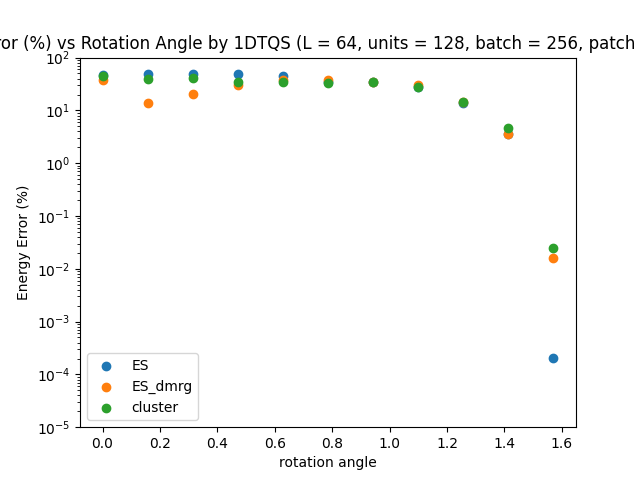 ror (%) vs Rotation Angle by 1DTQS (L = 64, units = 128, batch = 256, patch
10²
10¹
10⁰
10⁻¹
10⁻²
10⁻³
10⁻⁴
10⁻⁵
Energy Error (%)
ES
ES_dmrg
cluster
0.0 0.2 0.4 0.6 0.8 1.0 1.2 1.4 1.6
rotation angle